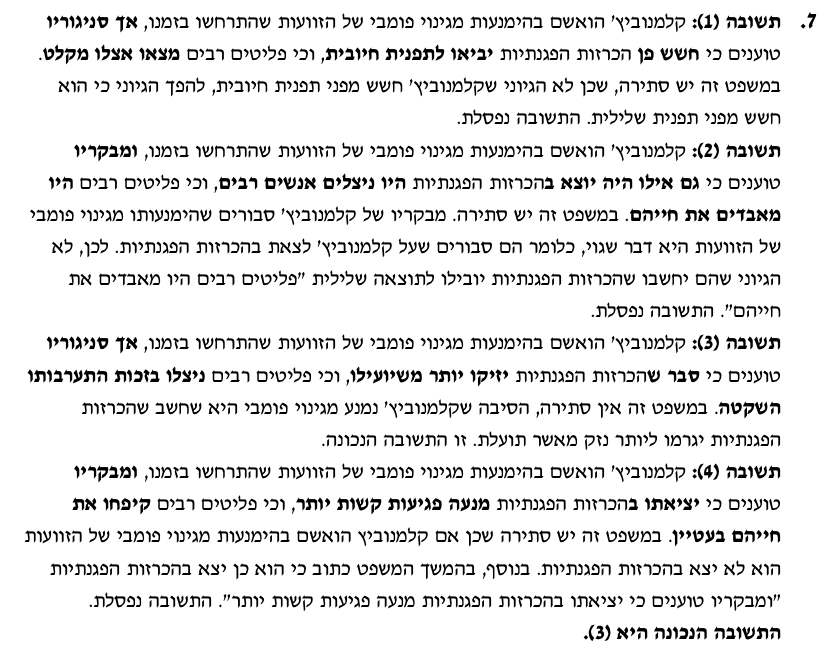 7. תשובה (1): קלמנוביץ' הואשם בהימנעות מגינוי פומבי של הזוועות שהתרחשו בזמנו, אך סניגוריו
טוענים כי חשש פן הכרזות הפגנתיות יביאו לתפנית חיובית, וכי פליטים רבים מצאו אצלו מקלט.
במשפט זה יש סתירה, שכן לא הגיוני שקלמנוביץ' חשש מפני תפנית חיובית, להפך הגיוני כי הוא
חשש מפני תפנית שלילית. התשובה נפסלת.
תשובה (2): קלמנוביץ' הואשם בהימנעות מגינוי פומבי של הזוועות שהתרחשו בזמנו, ומבקריו
טוענים כי גם אילו היה יוצא בהכרזות הפגנתיות היו ניצלים אנשים רבים, וכי פליטים רבים היו
מאבדים את חייהם. במשפט זה יש סתירה. מבקריו של קלמנוביץ' סבורים שהימנעותו מגינוי פומבי
של הזוועות היא דבר שגוי, כלומר הם סבורים שעל קלמנוביץ' לצאת בהכרזות הפגנתיות. לכן, לא
הגיוני שהם יחשבו שהכרזות הפגנתיות יובילו לתוצאה שלילית "פליטים רבים היו מאבדים את
חייהם". התשובה נפסלת.
תשובה (3): קלמנוביץ' הואשם בהימנעות מגינוי פומבי של הזוועות שהתרחשו בזמנו, אך סניגוריו
טוענים כי סבר שהכרזות הפגנתיות יזיקו יותר משיועילו, וכי פליטים רבים ניצלו בזכות התערבותו
השקטה. במשפט זה אין סתירה, הסיבה שקלמנוביץ' נמנע מגינוי פומבי היא שחשב שהכרזות
הפגנתיות יגרמו ליותר נזק מאשר תועלת. זו התשובה הנכונה.
תשובה (4): קלמנוביץ' הואשם בהימנעות מגינוי פומבי של הזוועות שהתרחשו בזמנו, ומבקריו
טוענים כי יציאתו בהכרזות הפגנתיות מנעה פגיעות קשות יותר, וכי פליטים רבים קיפחו את
חייהם בעטיין. במשפט זה יש סתירה שכן אם קלמנוביץ הואשם בהימנעות מגינוי פומבי של הזוועות
הוא לא יצא בהכרזות הפגנתיות. בנוסף, בהמשך המשפט כתוב כי הוא כן יצא בהכרזות הפגנתיות
"ומבקריו טוענים כי יציאתו בהכרזות הפגנתיות מנעה פגיעות קשות יותר". התשובה נפסלת.
התשובה הנכונה היא (3).